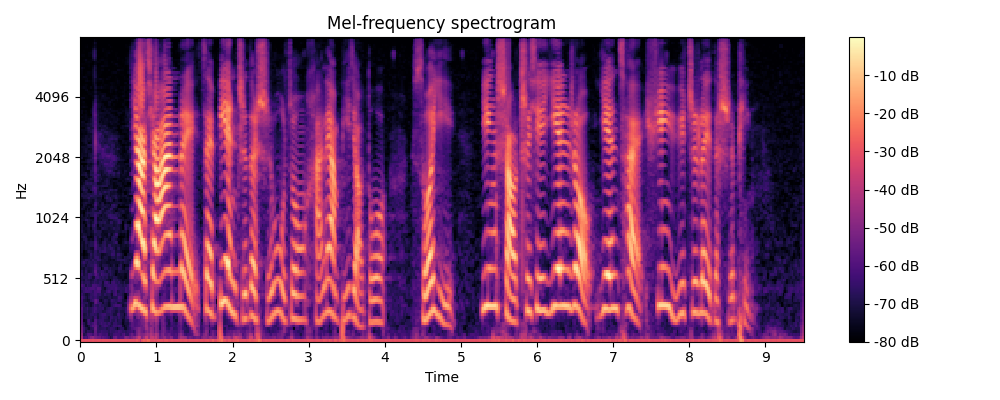 Mel-frequency spectrogram
4096
2048
1024
512
0
Hz
0 1 2 3 4 5 6 7 8 9
Time
-10 dB
-20 dB
-30 dB
-40 dB
-50 dB
-60 dB
-70 dB
-80 dB